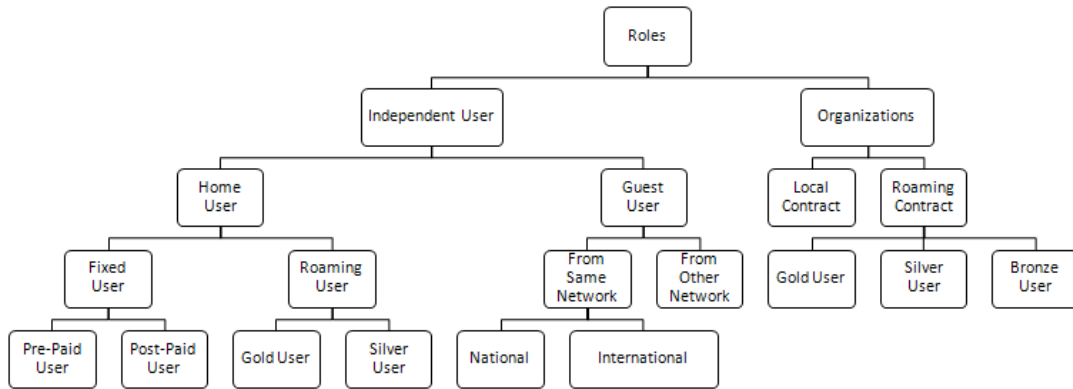 Roles
Independent User
Organizations
Home
User
Guest
User
Local
Contract
Roaming
Contract
Fixed
User
Roaming
User
From
Same
Network
From
Other
Network
Gold User
Silver
User
Bronze
User
Pre-Paid
User
Post-Paid
User
Gold User
Silver
User
National
International